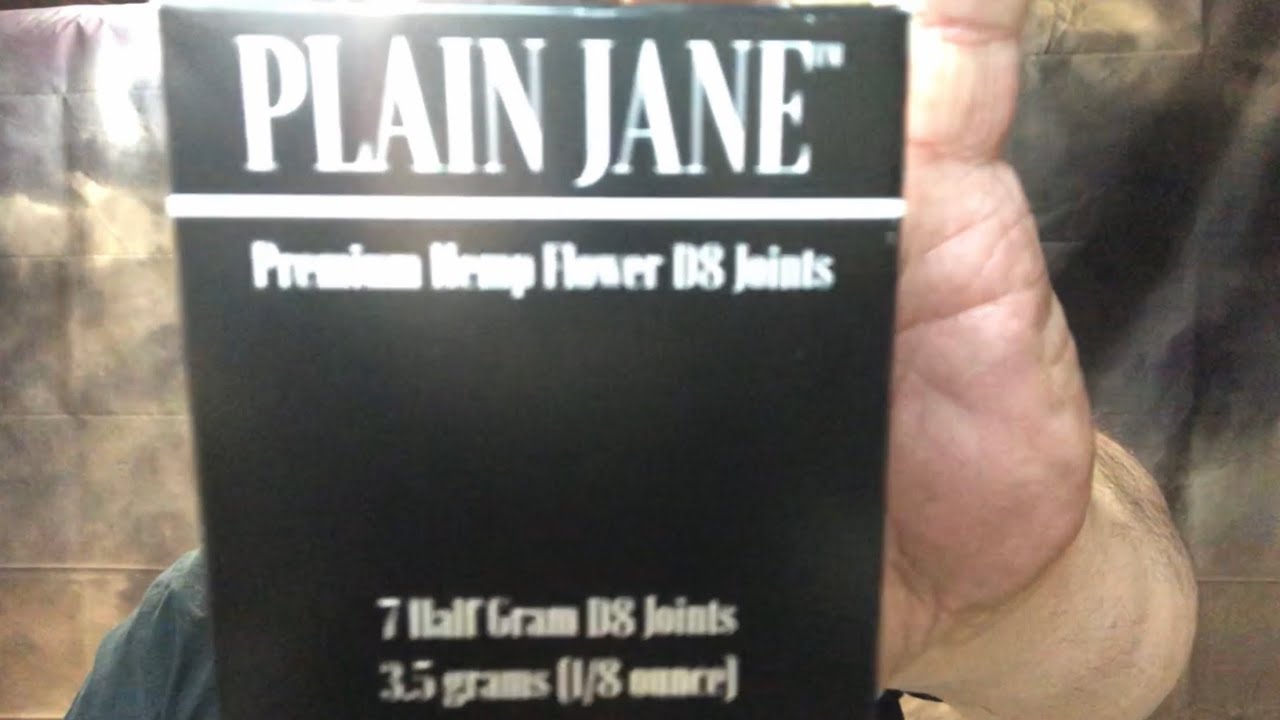 PLAIN JANE™
Premium Hemp Flower D8 Joints
7 Half Gram D8 Joints
3.5 grams (1/8 ounce)